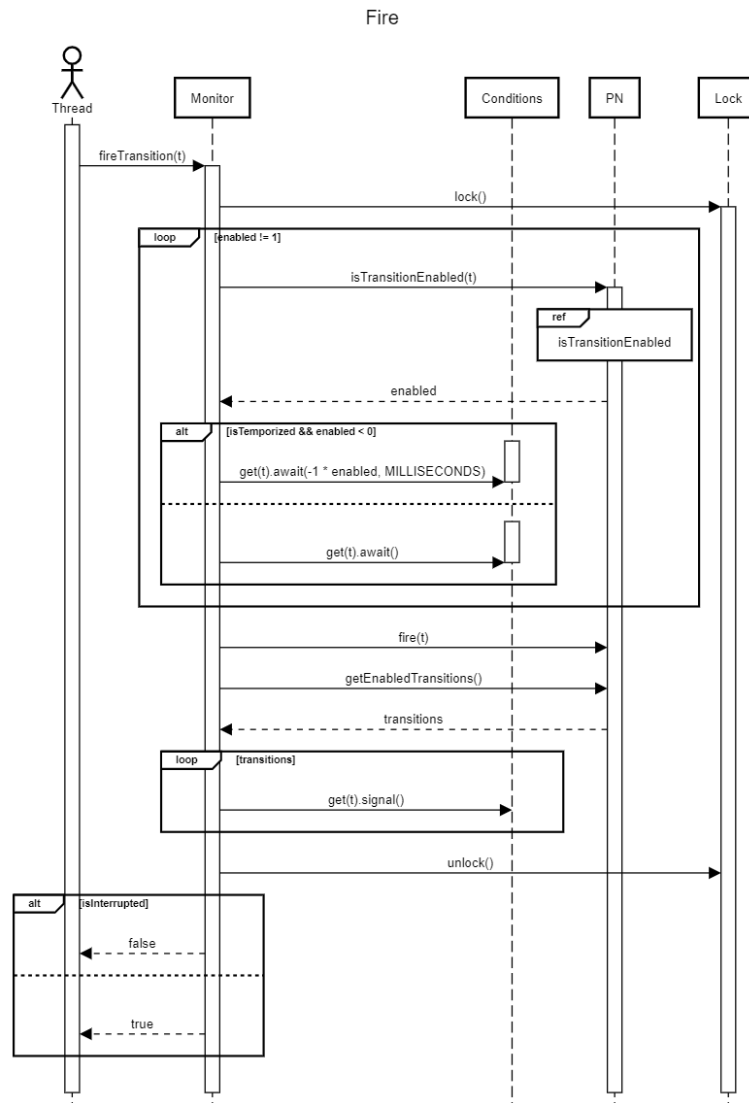 Fire
Thread
Monitor
Conditions
PN
Lock
fireTransition(t)
lock()
loop
[enabled != 1]
isTransitionEnabled(t)
ref
isTransitionEnabled
enabled
alt
[isTemporized && enabled < 0]
get(t).await(-1 * enabled, MILLISECONDS)
get(t).await()
fire(t)
getEnabledTransitions()
transitions
loop
[transitions]
get(t).signal()
unlock()
alt
[isInterrupted]
false
true